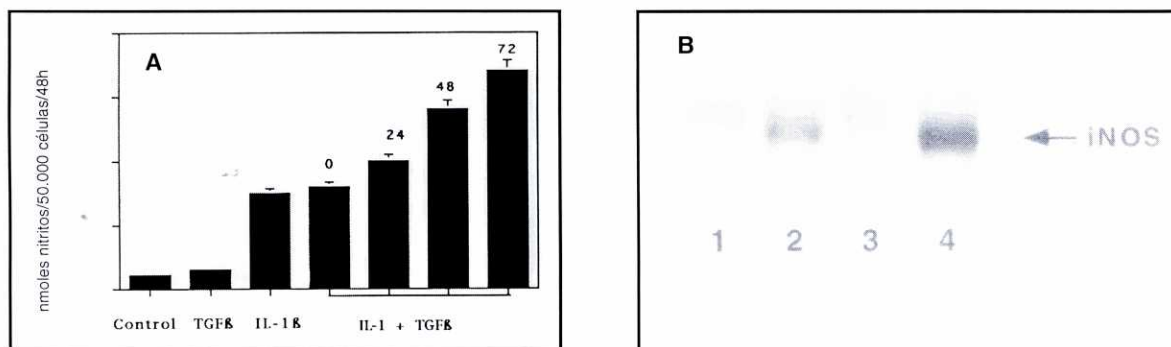 A
nmoles nitritos/50.000 células/48h
0
24
48
72
Control TGFß IL-1ß IL-1 + TGFß
B
iNOS
1 2 3 4